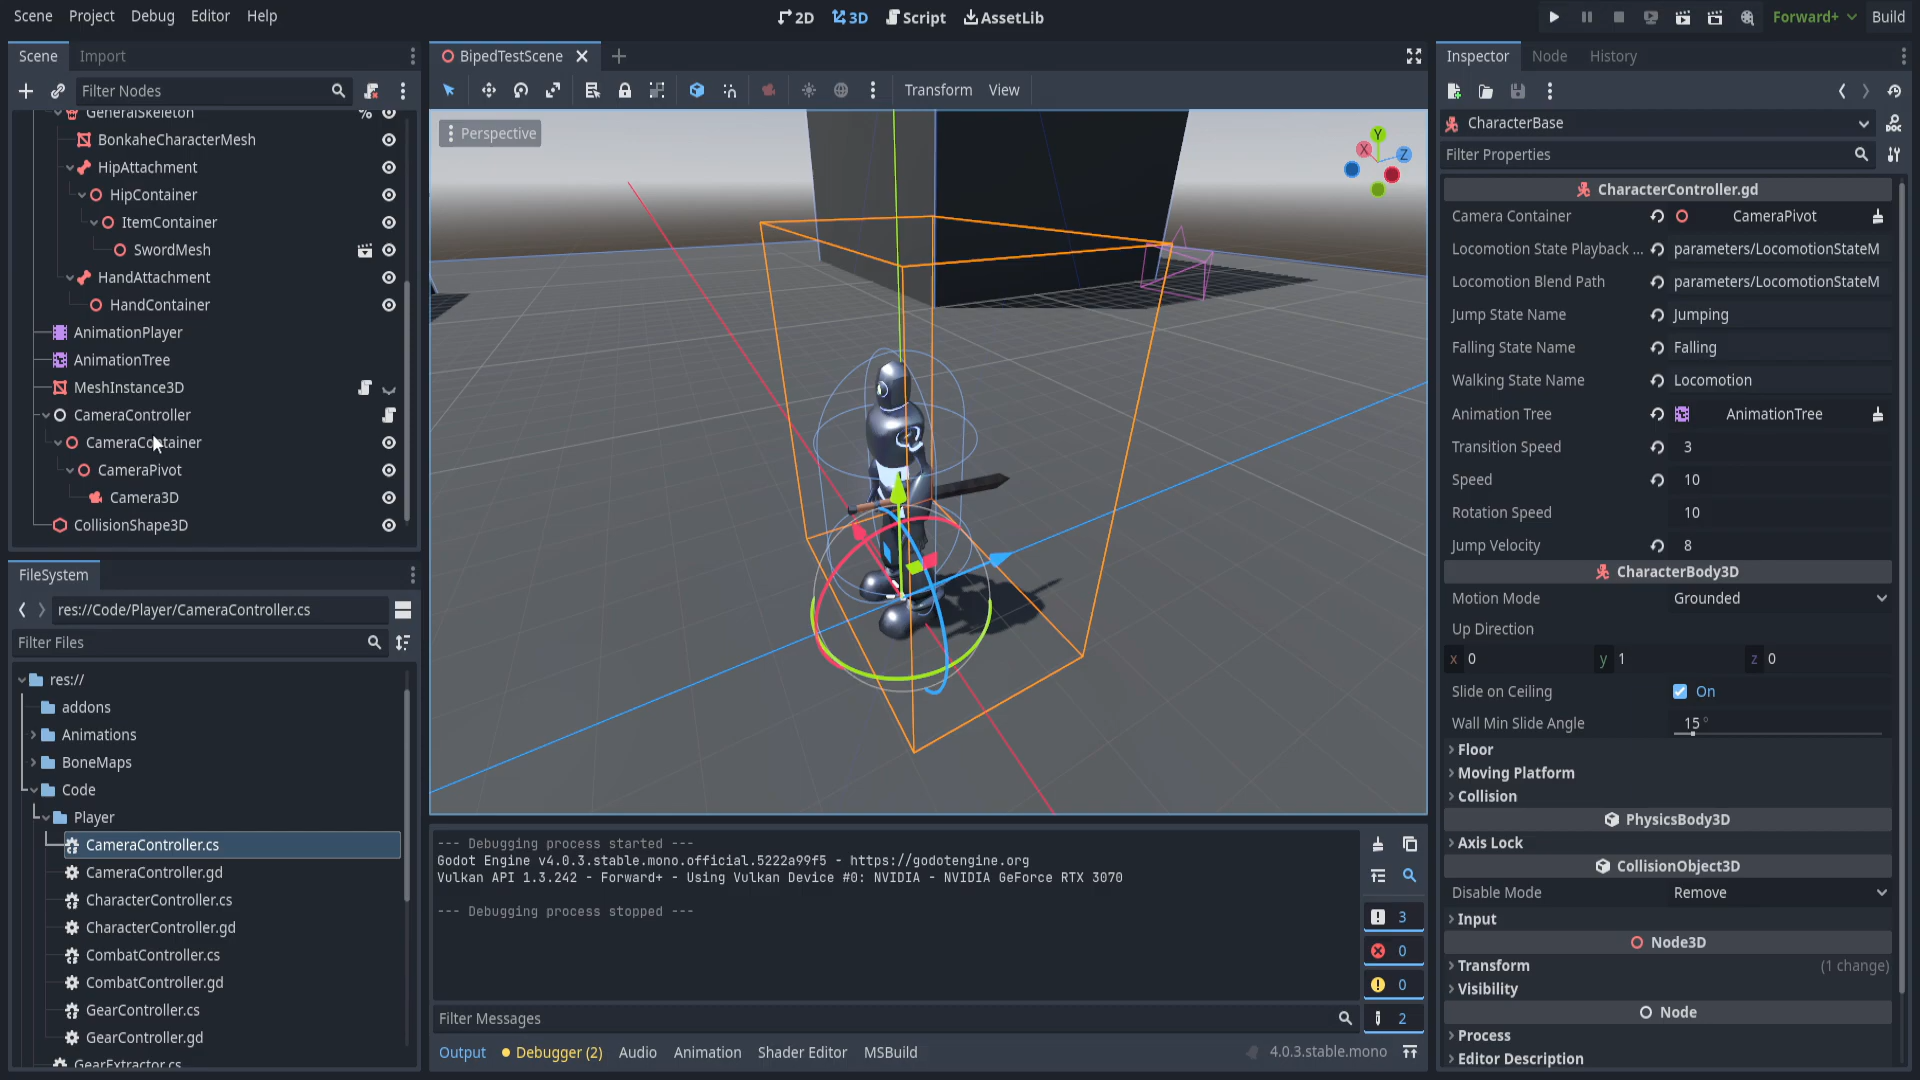 Scene Project Debug Editor Help
2D 3D Script AssetLib
Forward+ Build
Scene Import
Filter Nodes
GeneralSkeleton
BonkaheCharacterMesh
HipAttachment
HipContainer
ItemContainer
SwordMesh
HandAttachment
HandContainer
AnimationPlayer
AnimationTree
MeshInstance3D
CameraController
CameraContainer
CameraPivot
Camera3D
CollisionShape3D
FileSystem
res://Code/Player/CameraController.cs
Filter Files
res://
addons
Animations
BoneMaps
Code
Player
CameraController.cs
CameraController.gd
CharacterController.cs
CharacterController.gd
CombatController.cs
CombatController.gd
GearController.cs
GearController.gd
GearExtractor.cs
BipedTestScene
Transform View
Perspective
Y
X
Z
--- Debugging process started ---
Godot Engine v4.0.3.stable.mono.official.5222a99f5 - https://godotengine.org
Vulkan API 1.3.242 - Forward+ - Using Vulkan Device #0: NVIDIA - NVIDIA GeForce RTX 3070
--- Debugging process stopped ---
3
0
0
2
Filter Messages
Output Debugger (2) Audio Animation Shader Editor MSBuild
4.0.3.stable.mono
Inspector Node History
CharacterBase
Filter Properties
CharacterController.gd
Camera Container CameraPivot
Locomotion State Playback ... parameters/LocomotionStateM
Locomotion Blend Path parameters/LocomotionStateM
Jump State Name Jumping
Falling State Name Falling
Walking State Name Locomotion
Animation Tree AnimationTree
Transition Speed 3
Speed 10
Rotation Speed 10
Jump Velocity 8
CharacterBody3D
Motion Mode Grounded
Up Direction
x 0 y 1 z 0
Slide on Ceiling On
Wall Min Slide Angle 15 °
Floor
Moving Platform
Collision
PhysicsBody3D
Axis Lock
CollisionObject3D
Disable Mode Remove
Input
Node3D
Transform (1 change)
Visibility
Node
Process
Editor Description